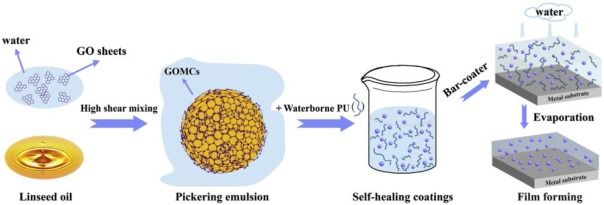 water
GO sheets
High shear mixing
Linseed oil
GOMCs
Pickering emulsion
+ Waterborne PU
Self-healing coatings
Bar-coater
water
Metal substrate
Evaporation
Metal substrate
Film forming